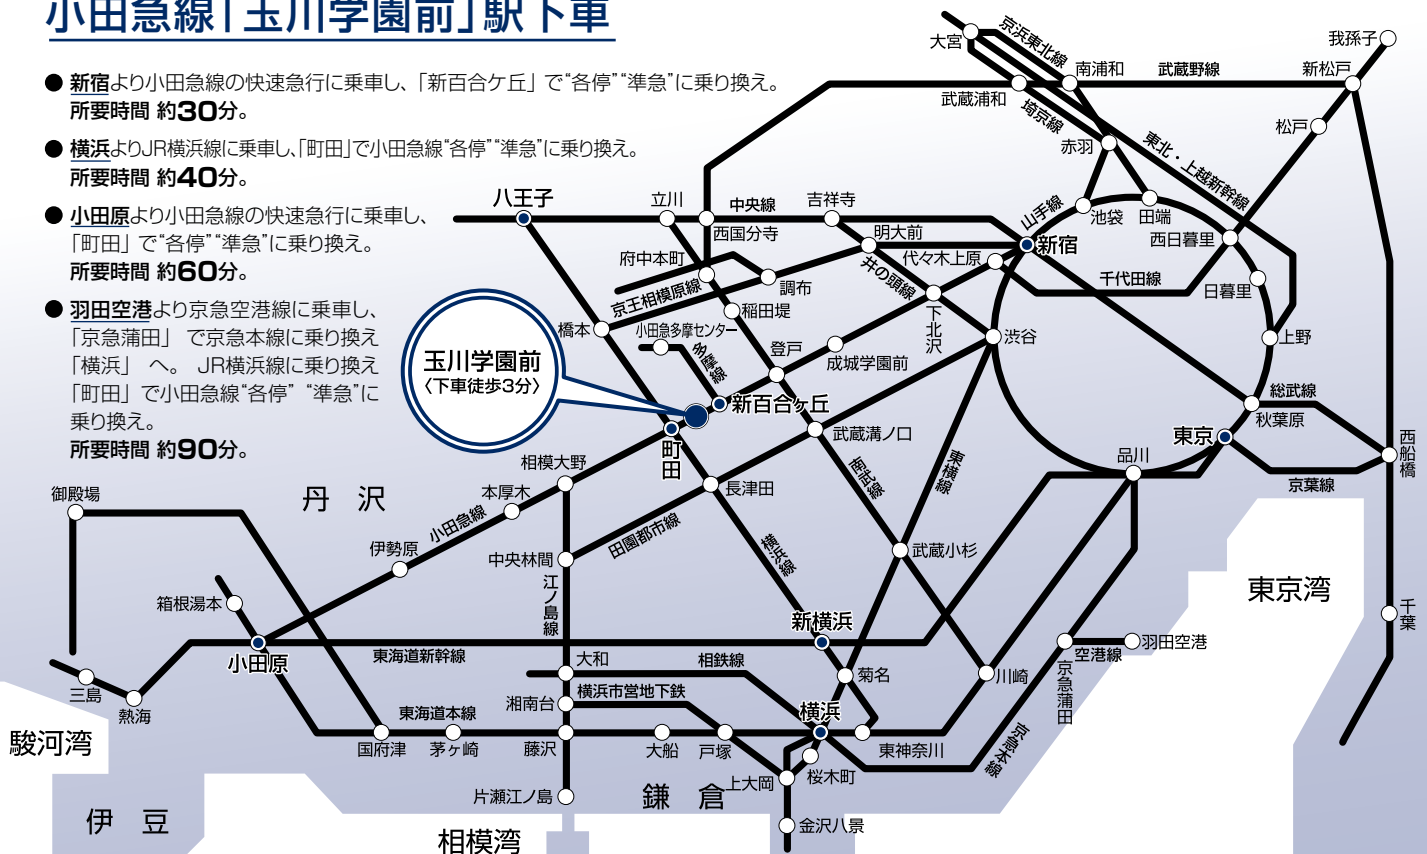 小田急線「玉川学園前」駅下車
● 新宿より小田急線の快速急行に乗車し、「新百合ケ丘」で“各停”“準急”に乗り換え。
所要時間 約30分。
● 横浜よりJR横浜線に乗車し、「町田」で小田急線“各停”“準急”に乗り換え。
所要時間 約40分。
● 小田原より小田急線の快速急行に乗車し、
「町田」で“各停”“準急”に乗り換え。
所要時間 約60分。
● 羽田空港より京急空港線に乗車し、
「京急蒲田」で京急本線に乗り換え
「横浜」へ。JR横浜線に乗り換え
「町田」で小田急線“各停”“準急”に
乗り換え。
所要時間 約90分。
玉川学園前
〈下車徒歩3分〉
大宮
京浜東北線
南浦和
武蔵野線
新松戸
我孫子
武蔵浦和
埼京線
松戸
赤羽
東北・上越新幹線
八王子
立川
中央線
西国分寺
吉祥寺
山手線
池袋
田端
西日暮里
明大前
新宿
府中本町
代々木上原
井の頭線
千代田線
日暮里
京王相模原線
調布
稲田堤
下北沢
橋本
小田急多摩センター
多摩線
登戸
成城学園前
渋谷
上野
新百合ヶ丘
総武線
秋葉原
武蔵溝ノ口
東京
町田
西船橋
相模大野
南武線
東横線
品川
京葉線
御殿場
丹沢
本厚木
小田急線
長津田
伊勢原
中央林間
田園都市線
横浜線
武蔵小杉
東京湾
箱根湯本
江ノ島線
千葉
小田原
東海道新幹線
新横浜
羽田空港
空港線
京急蒲田
大和
相鉄線
菊名
川崎
三島
熱海
湘南台
横浜市営地下鉄
横浜
東海道本線
国府津
茅ヶ崎
藤沢
大船
戸塚
東神奈川
京急本線
駿河湾
上大岡
桜木町
片瀬江ノ島
鎌倉
伊豆
相模湾
金沢八景